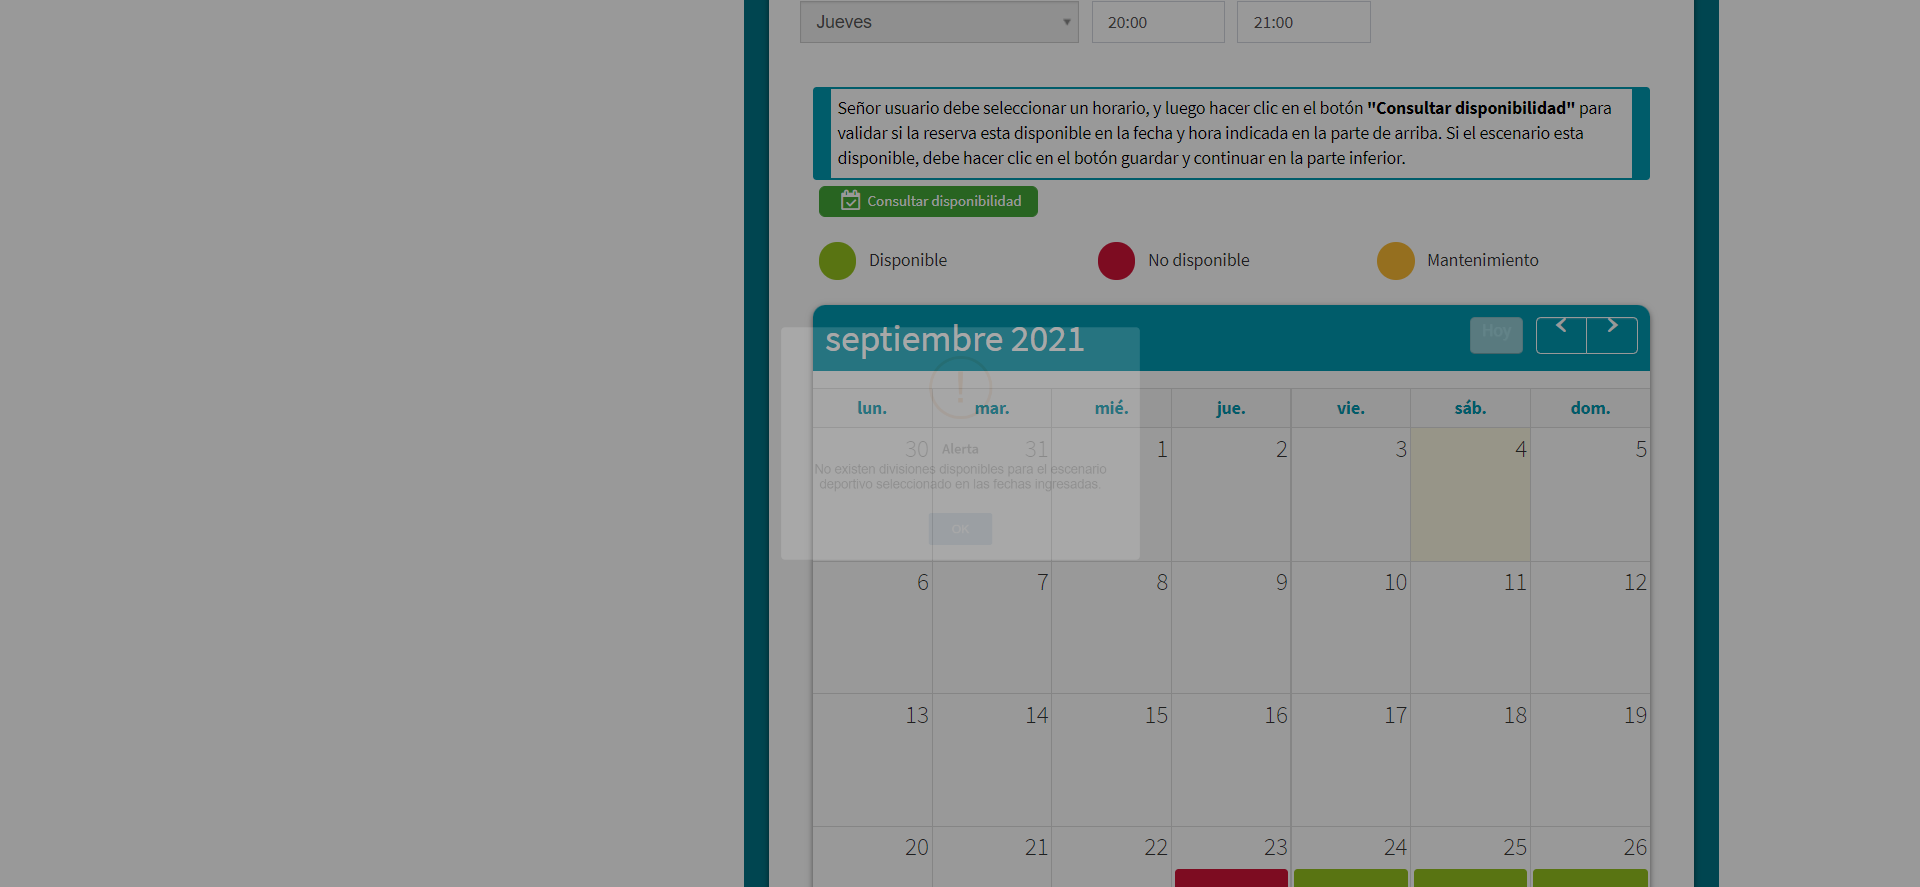 Jueves 20:00 21:00
Señor usuario debe seleccionar un horario, y luego hacer clic en el botón "Consultar disponibilidad" para
validar si la reserva esta disponible en la fecha y hora indicada en la parte de arriba. Si el escenario esta
disponible, debe hacer clic en el botón guardar y continuar en la parte inferior.
Consultar disponibilidad
Disponible No disponible Mantenimiento
septiembre 2021 Hoy
lun. mar. mié. jue. vie. sáb. dom.
30 31 1 2 3 4 5
Alerta
No existen divisiones disponibles para el escenario
deportivo seleccionado en las fechas ingresadas.
OK
6 7 8 9 10 11 12
13 14 15 16 17 18 19
20 21 22 23 24 25 26